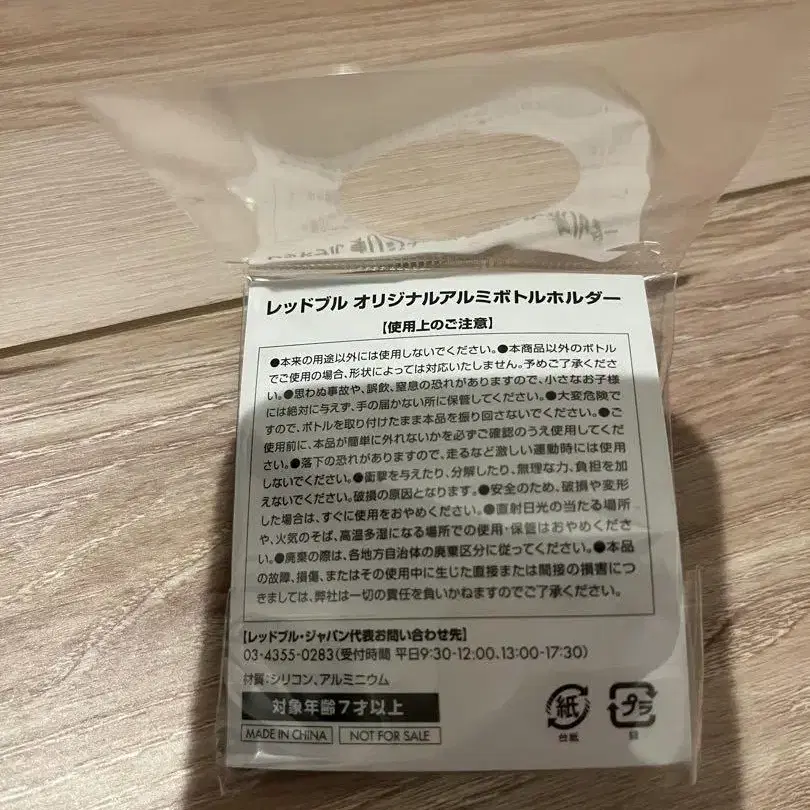 レッドブル オリジナルアルミボトルホルダー
【使用上のご注意】
●本来の用途以外には使用しないでください。●本商品以外のボトル
でご使用の場合、形状によっては対応いたしません。予めご了承くださ
い。●思わぬ事故や、誤飲、窒息の恐れがありますので、小さなお子様
には絶対に与えず、手の届かない所に保管してください。●大変危険で
すので、ボトルを取り付けたまま本品を振り回さないでください。●ご
使用前に、本品が簡単に外れないかを必ずご確認のうえ使用してくだ
さい。●落下の恐れがありますので、走るなど激しい運動時には使用
しないでください。●衝撃を与えたり、分解したり、無理な力、負担を加
えないでください。破損の原因となります。●安全のため、破損や変形
した場合は、すぐに使用をおやめください。●直射日光の当たる場所
や、火気のそば、高温多湿になる場所での使用・保管はおやめくださ
い。●廃棄の際は、各地方自治体の廃棄区分に従ってください。●本品
の故障、損傷、またはその使用中に生じた直接または間接の損害につ
きましては、弊社は一切の責任を負いかねますのでご了承ください。
【レッドブル・ジャパン代表お問い合わせ先】
03-4355-0283(受付時間 平日9:30-12:00、13:00-17:30)
材質:シリコン、アルミニウム
対象年齢7才以上
MADE IN CHINA NOT FOR SALE
紙
台紙
プラ
袋